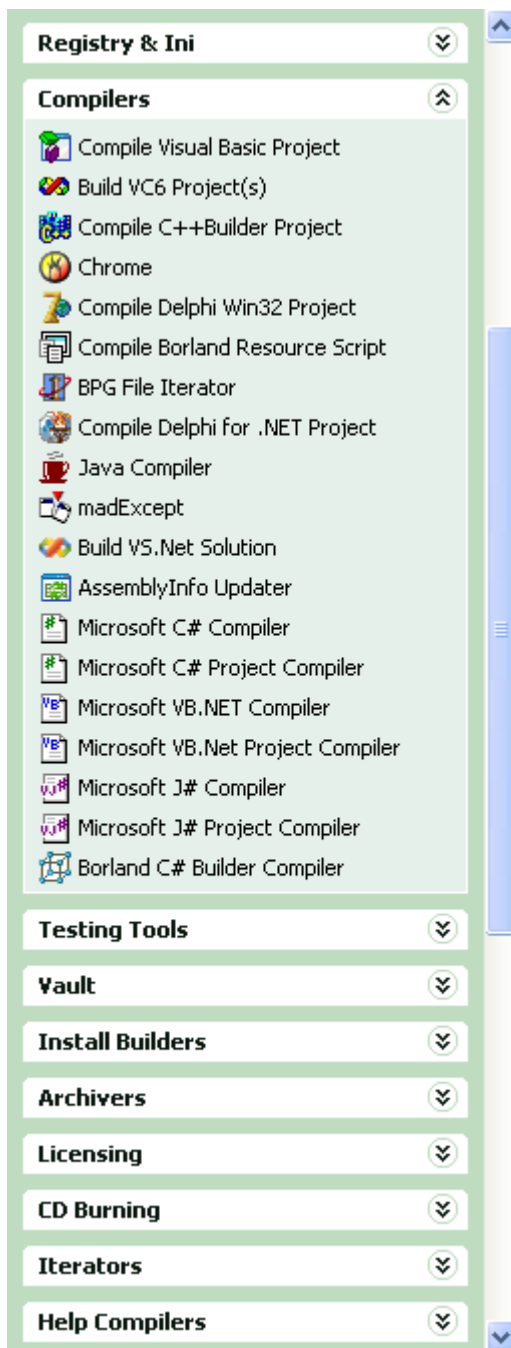 Registry & Ini
Compilers
Compile Visual Basic Project
Build VC6 Project(s)
Compile C++Builder Project
Chrome
Compile Delphi Win32 Project
Compile Borland Resource Script
BPG File Iterator
Compile Delphi for .NET Project
Java Compiler
madExcept
Build VS.Net Solution
AssemblyInfo Updater
Microsoft C# Compiler
Microsoft C# Project Compiler
Microsoft VB.NET Compiler
Microsoft VB.Net Project Compiler
Microsoft J# Compiler
Microsoft J# Project Compiler
Borland C# Builder Compiler
Testing Tools
Vault
Install Builders
Archivers
Licensing
CD Burning
Iterators
Help Compilers